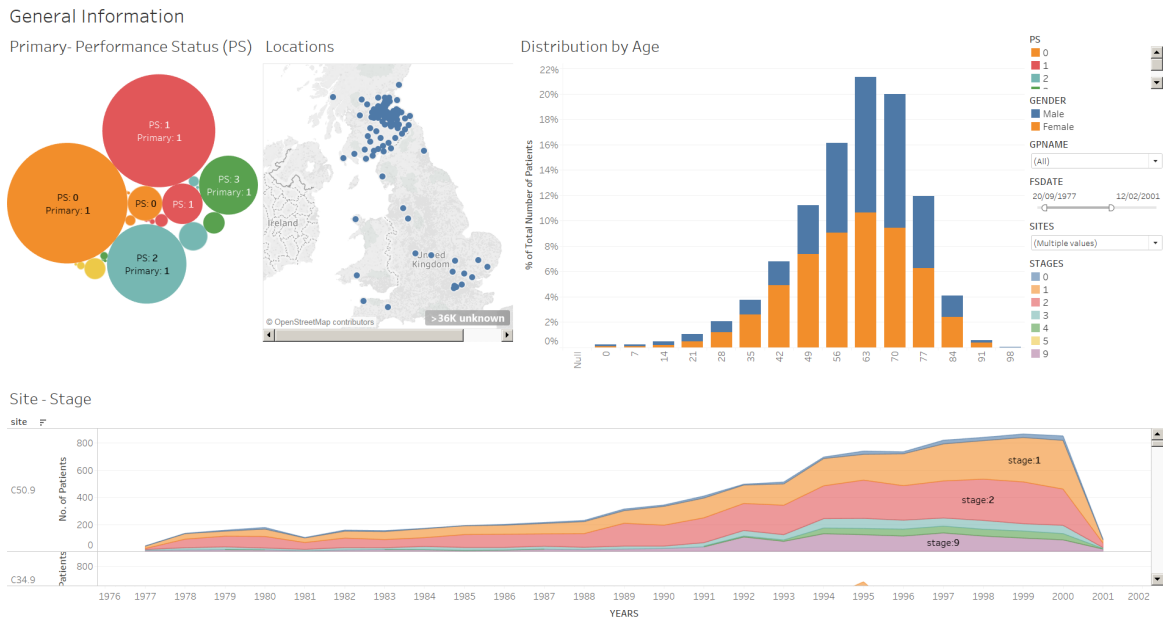 General Information
Primary- Performance Status (PS)
PS: 1
Primary: 1
PS: 0
Primary: 1
PS: 0
PS: 1
PS: 3
Primary: 1
PS: 2
Primary: 1
Locations
Ireland
United
Kingdom
© OpenStreetMap contributors
>36K unknown
Distribution by Age
% of Total Number of Patients
22%
20%
18%
16%
14%
12%
10%
8%
6%
4%
2%
0%
Null 0 7 14 21 28 35 42 49 56 63 70 77 84 91 98
PS
0
1
2
GENDER
Male
Female
GPNAME
(All)
FSDATE
20/09/1977 12/02/2001
SITES
(Multiple values)
STAGES
0
1
2
3
4
5
9
Site - Stage
site
C50.9
No. of Patients
800
600
400
200
0
stage:1
stage:2
stage:9
C34.9
Patients
800
1976 1977 1978 1979 1980 1981 1982 1983 1984 1985 1986 1987 1988 1989 1990 1991 1992 1993 1994 1995 1996 1997 1998 1999 2000 2001 2002
YEARS